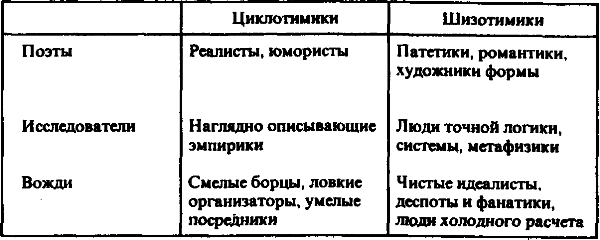 Циклотимики Шизотимики
Поэты Реалисты, юмористы Патетики, романтики,
художники формы
Исследователи Наглядно описывающие Люди точной логики,
эмпирики системы, метафизики
Вожди Смелые борцы, ловкие Чистые идеалисты,
организаторы, умелые деспоты и фанатики,
посредники люди холодного расчета